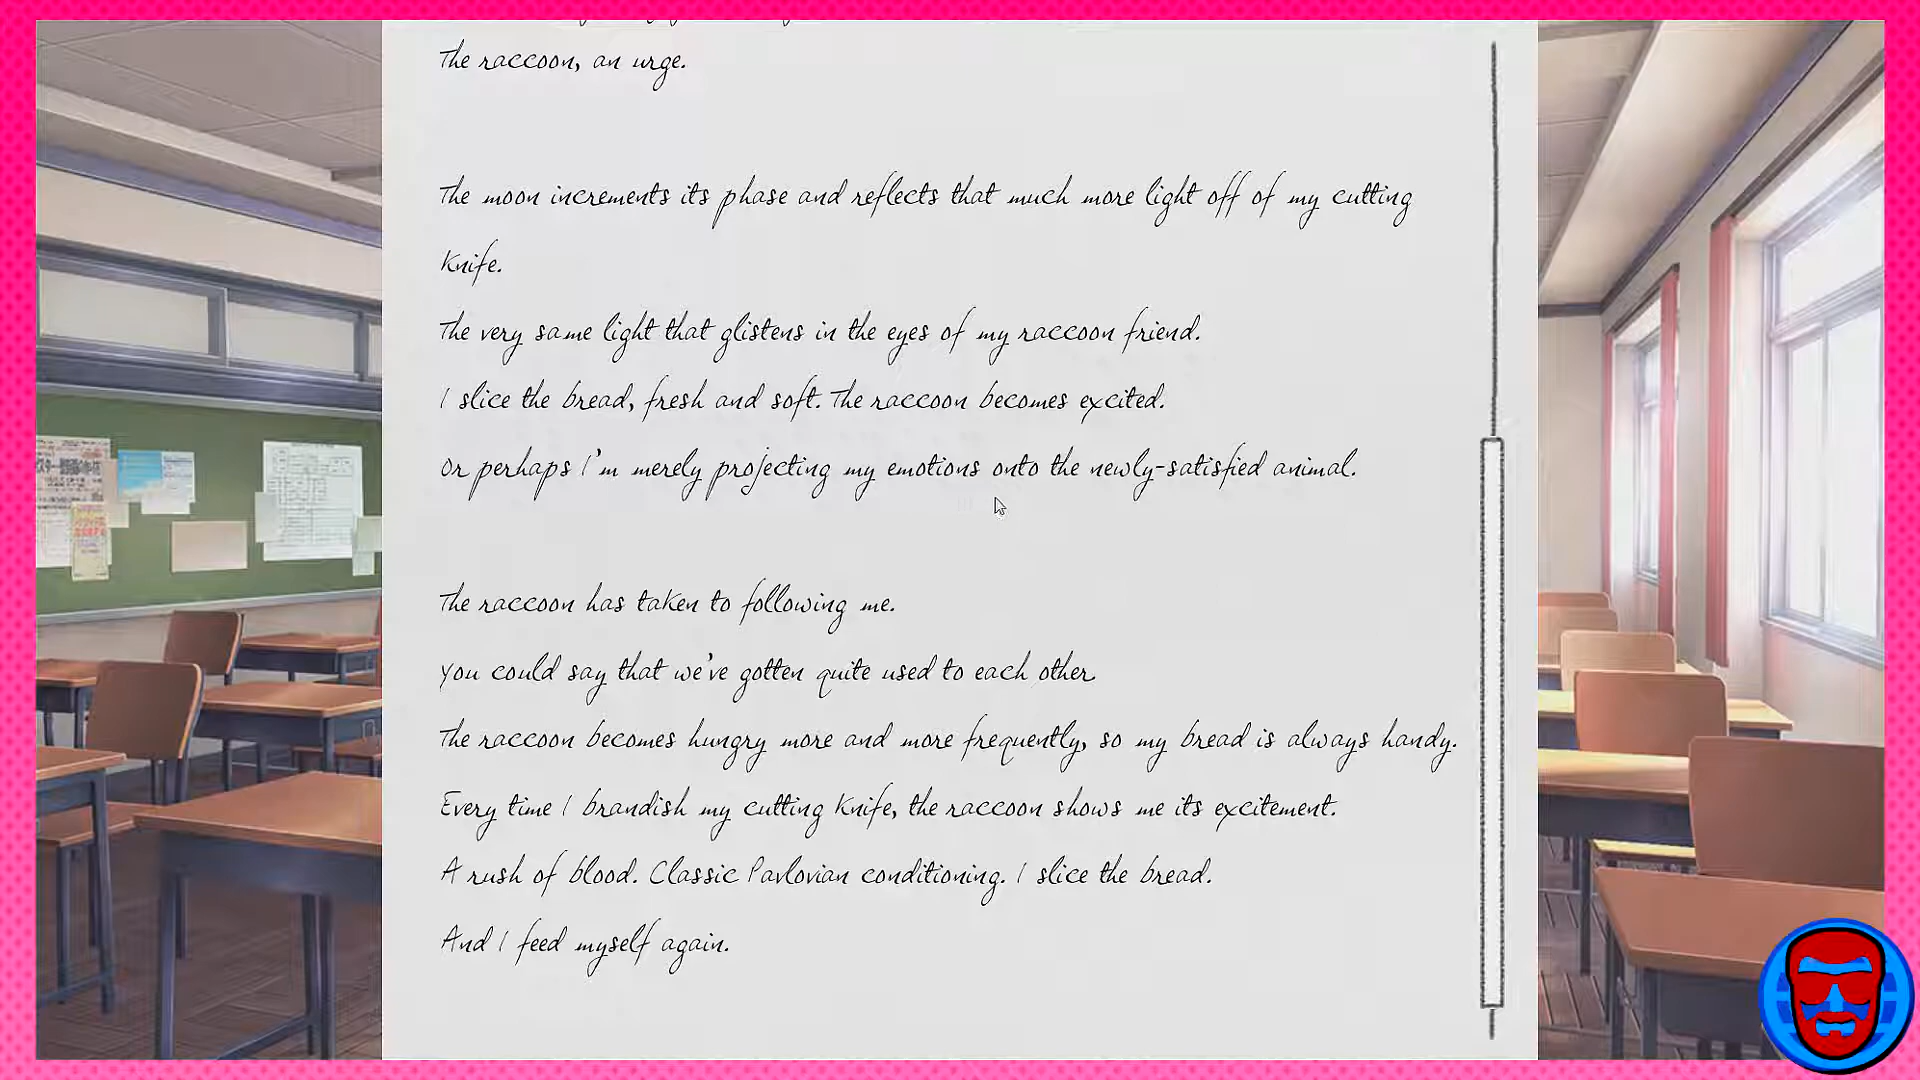 The raccoon, an urge.
The moon increments its phase and reflects that much more light off of my cutting
knife.
The very same light that glistens in the eyes of my raccoon friend.
I slice the bread, fresh and soft. The raccoon becomes excited.
Or perhaps I'm merely projecting my emotions onto the newly-satisfied animal.
The raccoon has taken to following me.
You could say that we've gotten quite used to each other.
The raccoon becomes hungry more and more frequently, so my bread is always handy.
Every time I brandish my cutting knife, the raccoon shows me its excitement.
A rush of blood. Classic Pavlovian conditioning. I slice the bread.
And I feed myself again.